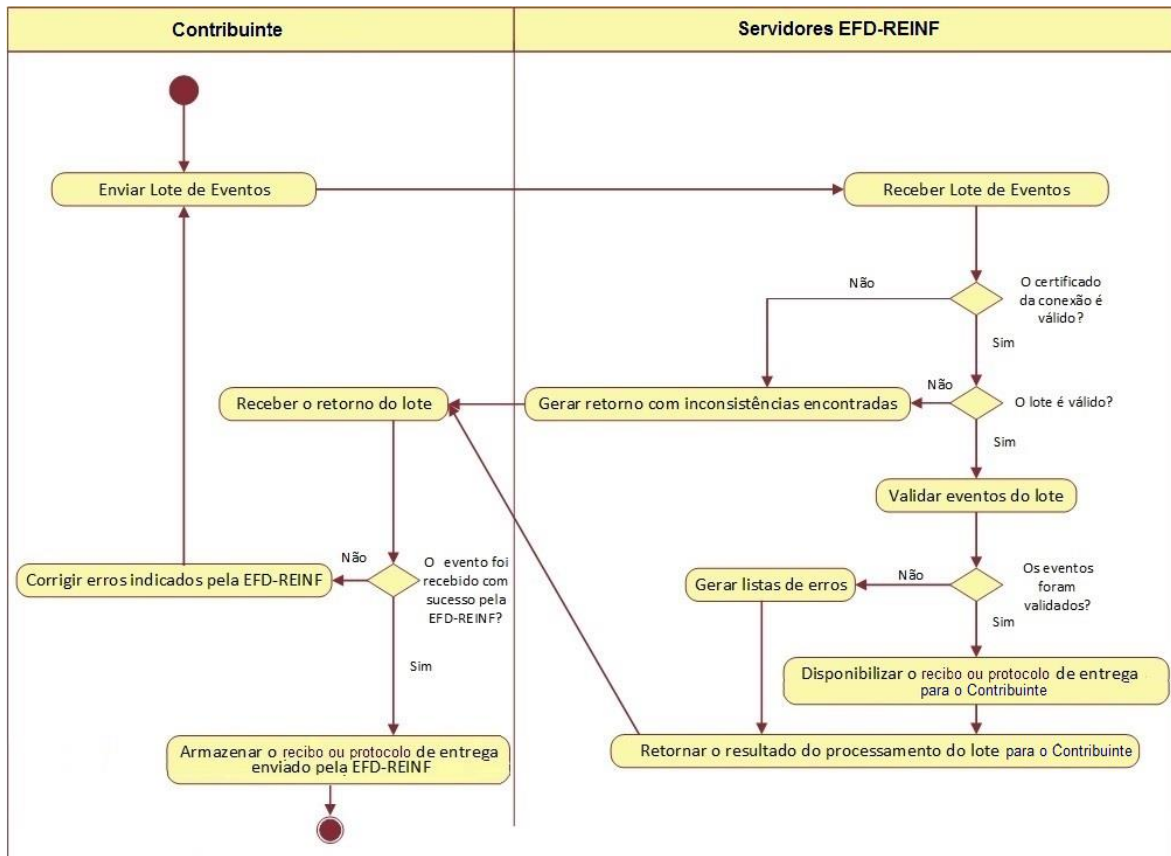 Contribuinte
Servidores EFD-REINF
Enviar Lote de Eventos
Receber Lote de Eventos
Não
O certificado
da conexão é
válido?
Sim
Receber o retorno do lote
Gerar retorno com inconsistências encontradas
Não
O lote é válido?
Sim
Validar eventos do lote
Corrigir erros indicados pela EFD-REINF
Não
O evento foi
recebido com
sucesso pela
EFD-REINF?
Gerar listas de erros
Não
Os eventos
foram
validados?
Sim
Sim
Disponibilizar o recibo ou protocolo de entrega
para o Contribuinte
Armazenar o recibo ou protocolo de entrega
enviado pela EFD-REINF
Retornar o resultado do processamento do lote para o Contribuinte